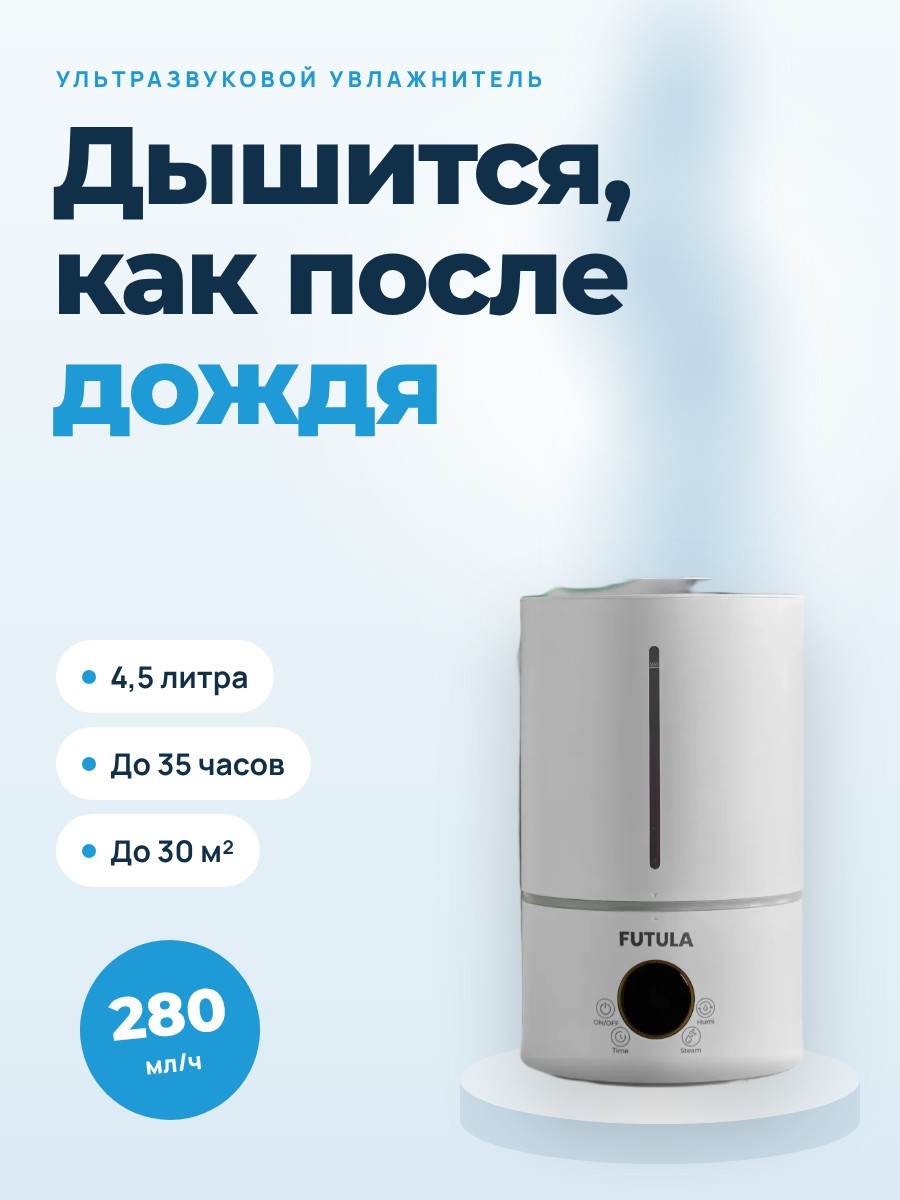 УЛЬТРАЗВУКОВОЙ УВЛАЖНИТЕЛЬ
Дышится,
как после
дождя
4,5 литра
До 35 часов
До 30 м²
280
мл/ч
MAX
FUTULA
ON/OFF
Humi
Time
Steam